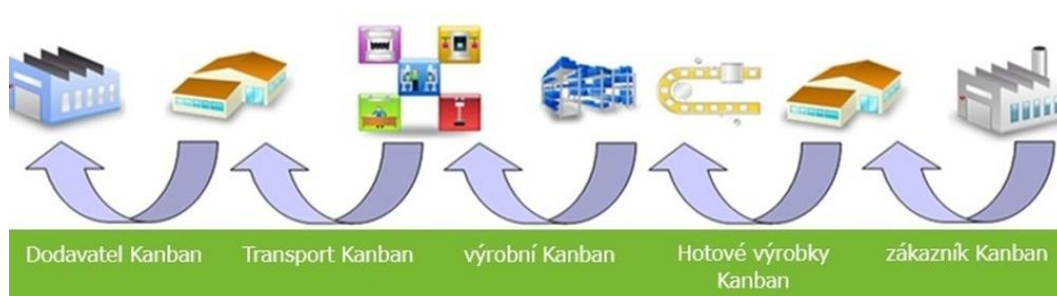 Dodavatel Kanban
Transport Kanban
výrobní Kanban
Hotové výrobky
Kanban
zákazník Kanban